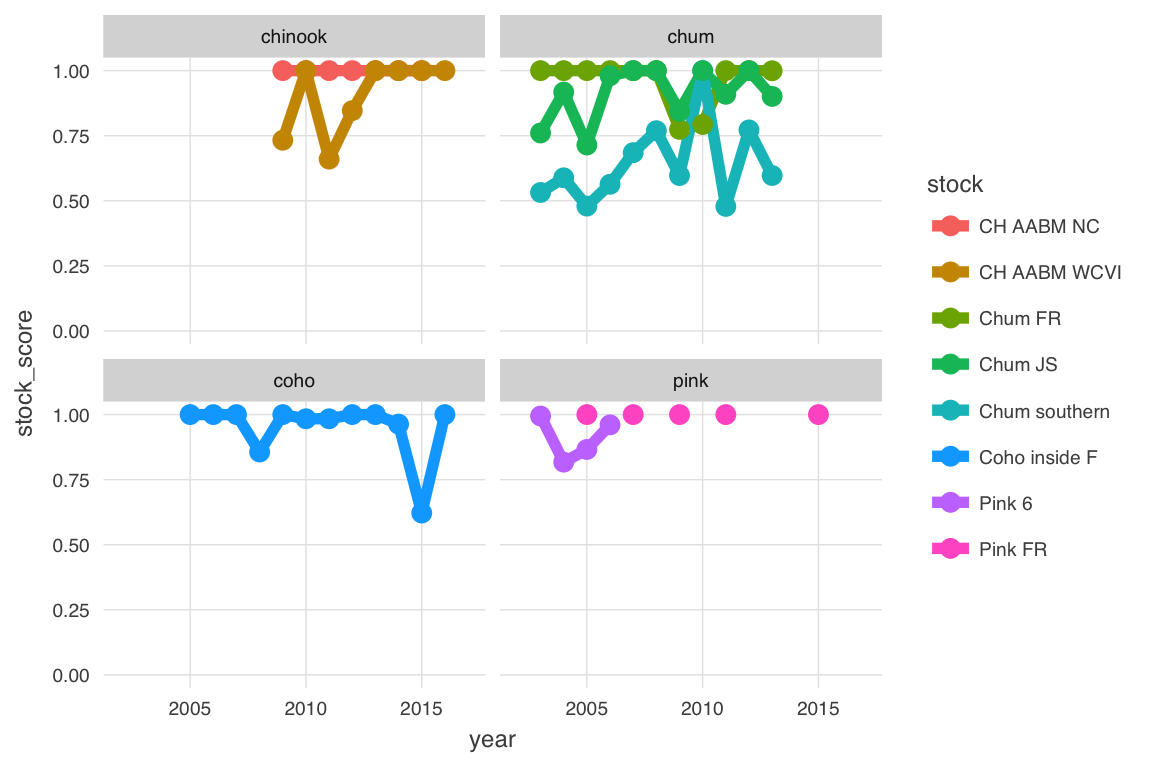 chinook
chum
1.00
0.75
0.50
0.25
0.00
coho
pink
1.00
0.75
0.50
0.25
0.00
2005
2010
2015
2005
2010
2015
year
stock_score
stock
CH AABM NC
CH AABM WCVI
Chum FR
Chum JS
Chum southern
Coho inside F
Pink 6
Pink FR